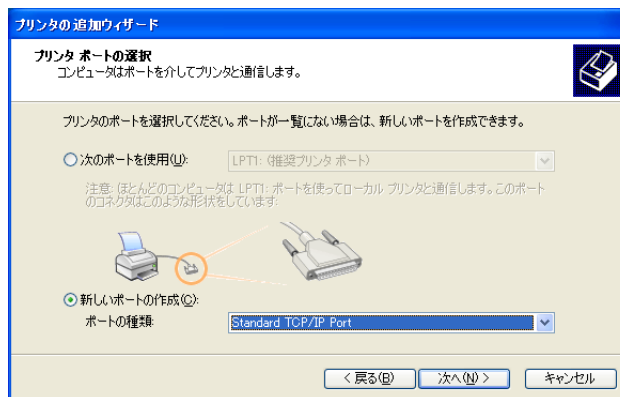 プリンタの追加ウィザード
プリンタ ポートの選択
コンピュータはポートを介してプリンタと通信します。
プリンタのポートを選択してください。ポートが一覧にない場合は、新しいポートを作成できます。
次のポートを使用(U):
LPT1: (推奨プリンタ ポート)
注意: ほとんどのコンピュータは LPT1: ポートを使ってローカル プリンタと通信します。このポート
のコネクタはこのような形状をしています:
新しいポートの作成(C):
ポートの種類:
Standard TCP/IP Port
< 戻る(B)
次へ(N) >
キャンセル